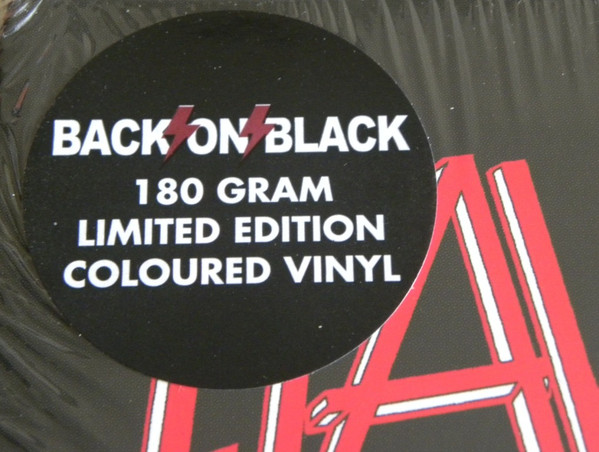 BACK ON BLACK
180 GRAM
LIMITED EDITION
COLOURED VINYL